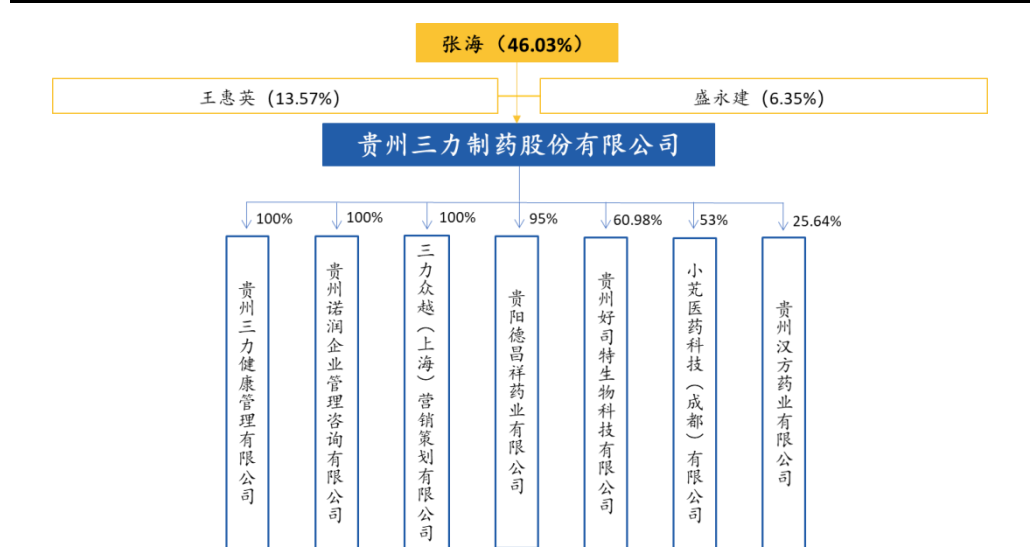 张海（46.03%）
王惠英（13.57%）
盛永建（6.35%）
贵州三力制药股份有限公司
100%
100%
100%
95%
60.98%
53%
25.64%
贵州三力健康管理有限公司
贵州诺润企业管理咨询有限公司
三力众越（上海）营销策划有限公司
贵阳德昌祥药业有限公司
贵州好司特生物科技有限公司
小芄医药科技（成都）有限公司
贵州汉方药业有限公司